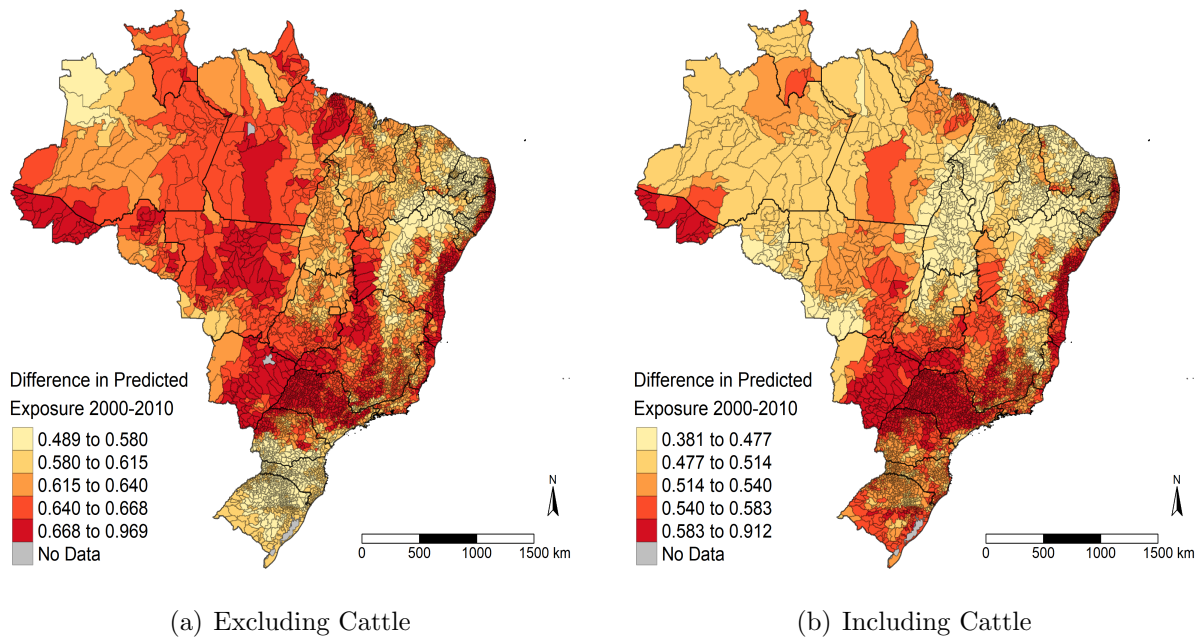 Difference in Predicted
Exposure 2000-2010
0.489 to 0.580
0.580 to 0.615
0.615 to 0.640
0.640 to 0.668
0.668 to 0.969
No Data
N
0 500 1000 1500 km
(a) Excluding Cattle
Difference in Predicted
Exposure 2000-2010
0.381 to 0.477
0.477 to 0.514
0.514 to 0.540
0.540 to 0.583
0.583 to 0.912
No Data
N
0 500 1000 1500 km
(b) Including Cattle